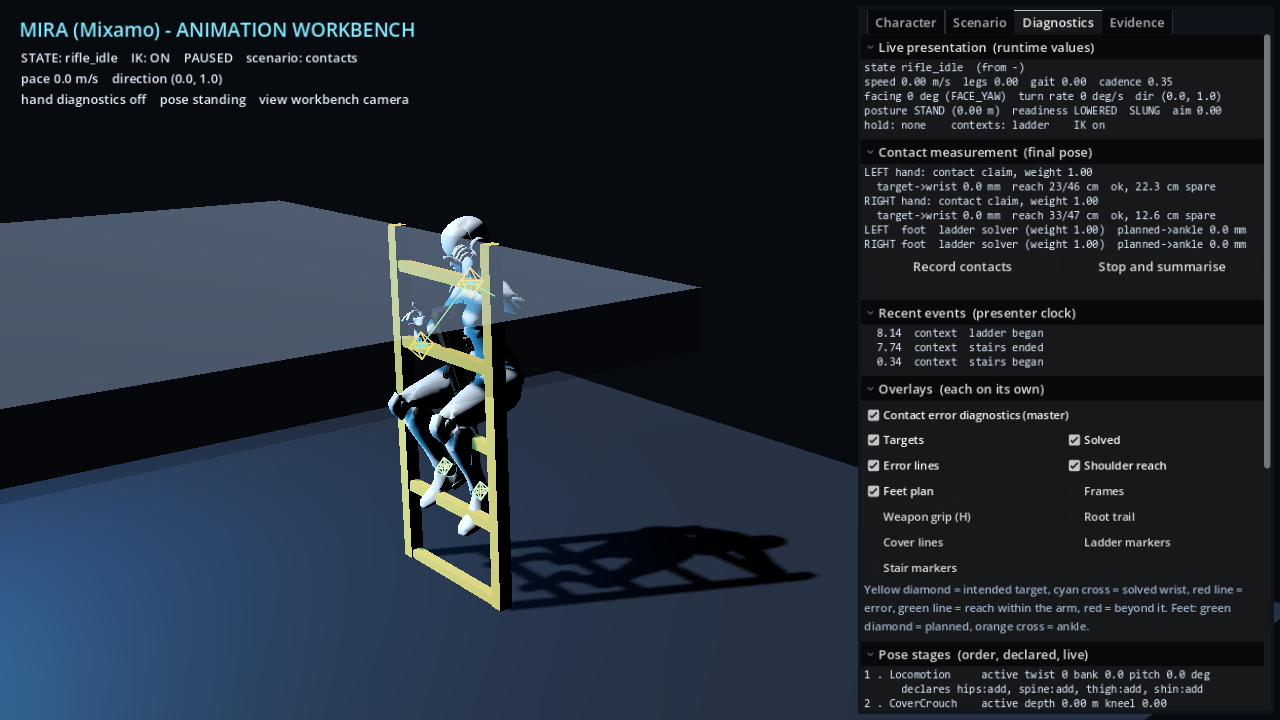 MIRA (Mixamo) - ANIMATION WORKBENCH
STATE: rifle_idle IK: ON PAUSED scenario: contacts
pace 0.0 m/s direction (0.0, 1.0)
hand diagnostics off pose standing view workbench camera
Character Scenario Diagnostics Evidence
Live presentation (runtime values)
state rifle_idle (from -)
speed 0.00 m/s legs 0.00 gait 0.00 cadence 0.35
facing 0 deg (FACE_YAW) turn rate 0 deg/s dir (0.0, 1.0)
posture STAND (0.00 m) readiness LOWERED SLUNG aim 0.00
hold: none contexts: ladder IK on
Contact measurement (final pose)
LEFT hand: contact claim, weight 1.00
target->wrist 0.0 mm reach 23/46 cm ok, 22.3 cm spare
RIGHT hand: contact claim, weight 1.00
target->wrist 0.0 mm reach 33/47 cm ok, 12.6 cm spare
LEFT foot ladder solver (weight 1.00) planned->ankle 0.0 mm
RIGHT foot ladder solver (weight 1.00) planned->ankle 0.0 mm
Record contacts Stop and summarise
Recent events (presenter clock)
8.14 context ladder began
7.74 context stairs ended
0.34 context stairs began
Overlays (each on its own)
Contact error diagnostics (master)
Targets Solved
Error lines Shoulder reach
Feet plan Frames
Weapon grip (H) Root trail
Cover lines Ladder markers
Stair markers
Yellow diamond = intended target, cyan cross = solved wrist, red line =
error, green line = reach within the arm, red = beyond it. Feet: green
diamond = planned, orange cross = ankle.
Pose stages (order, declared, live)
1 . Locomotion active twist 0 bank 0.0 pitch 0.0 deg
declares hips:add, spine:add, thigh:add, shin:add
2 . CoverCrouch active depth 0.00 m kneel 0.00